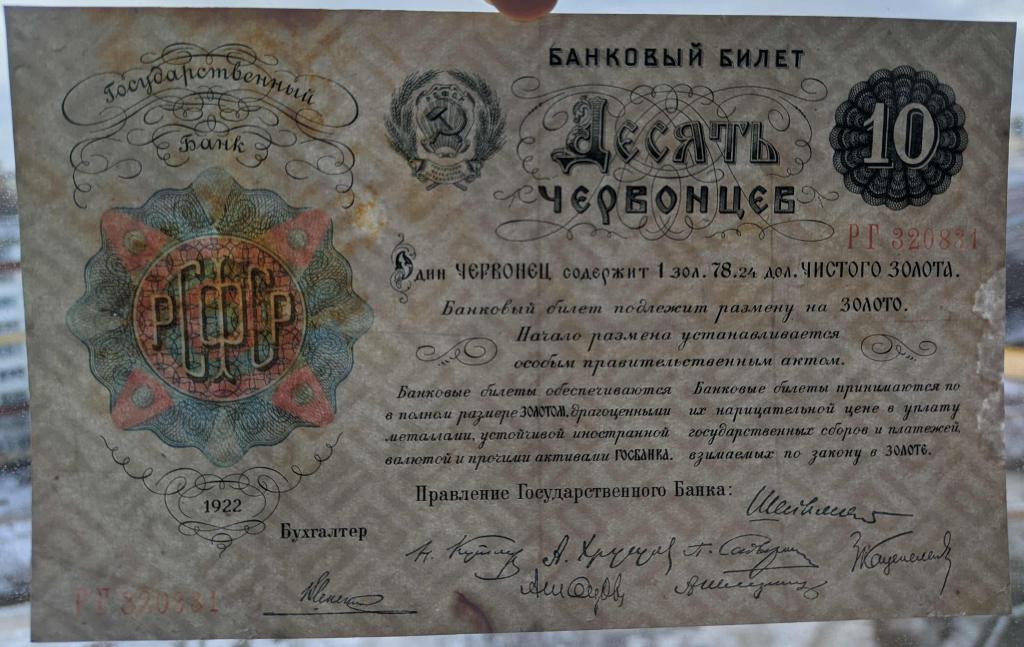 Государственный
Банк
БАНКОВЫЙ БИЛЕТ
ДЕСЯТЬ
ЧЕРВОНЦЕВ
10
РГ 320831
Один ЧЕРВОНЕЦ содержит 1 зол. 78.24 дол. ЧИСТОГО ЗОЛОТА.
Банковый билет подлежит размену на ЗОЛОТО.
Начало размена устанавливается
особым правительственным актом.
РСФСР
Банковые билеты обеспечиваются
в полном размере ЗОЛОТОМ, драгоценными
металлами, устойчивой иностранной
валютой и прочими активами ГОСБАНКА.
Банковые билеты принимаются по
их нарицательной цене в уплату
государственных сборов и платежей,
взимаемых по закону в ЗОЛОТЕ.
Правление Государственного Банка:
1922
Бухгалтер
РГ 320831